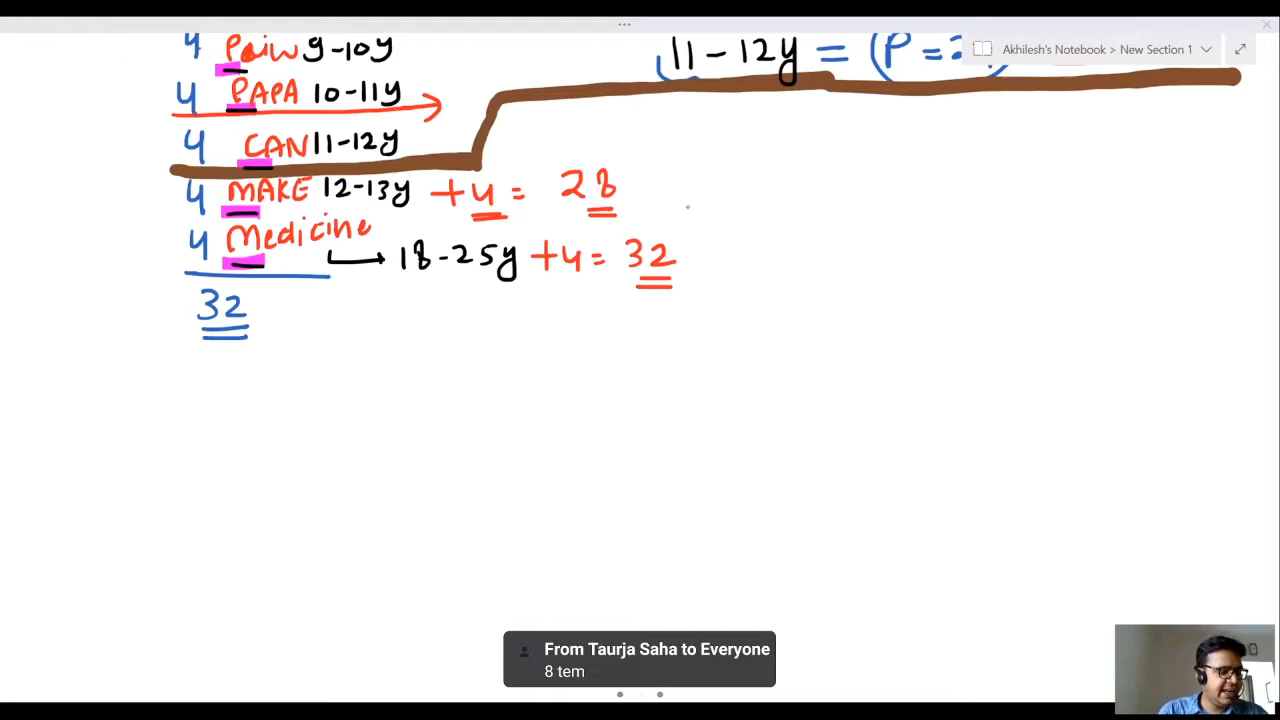 4 Pain 9-10y
11-12y = (P = 2
Akhilesh's Notebook > New Section 1
4 PAPA 10-11y
4 CAN 11-12y
4 MAKE 12-13y + 4 = 28
4 Medicine
18-25y + 4 = 32
32
From Taurja Saha to Everyone
8 tem